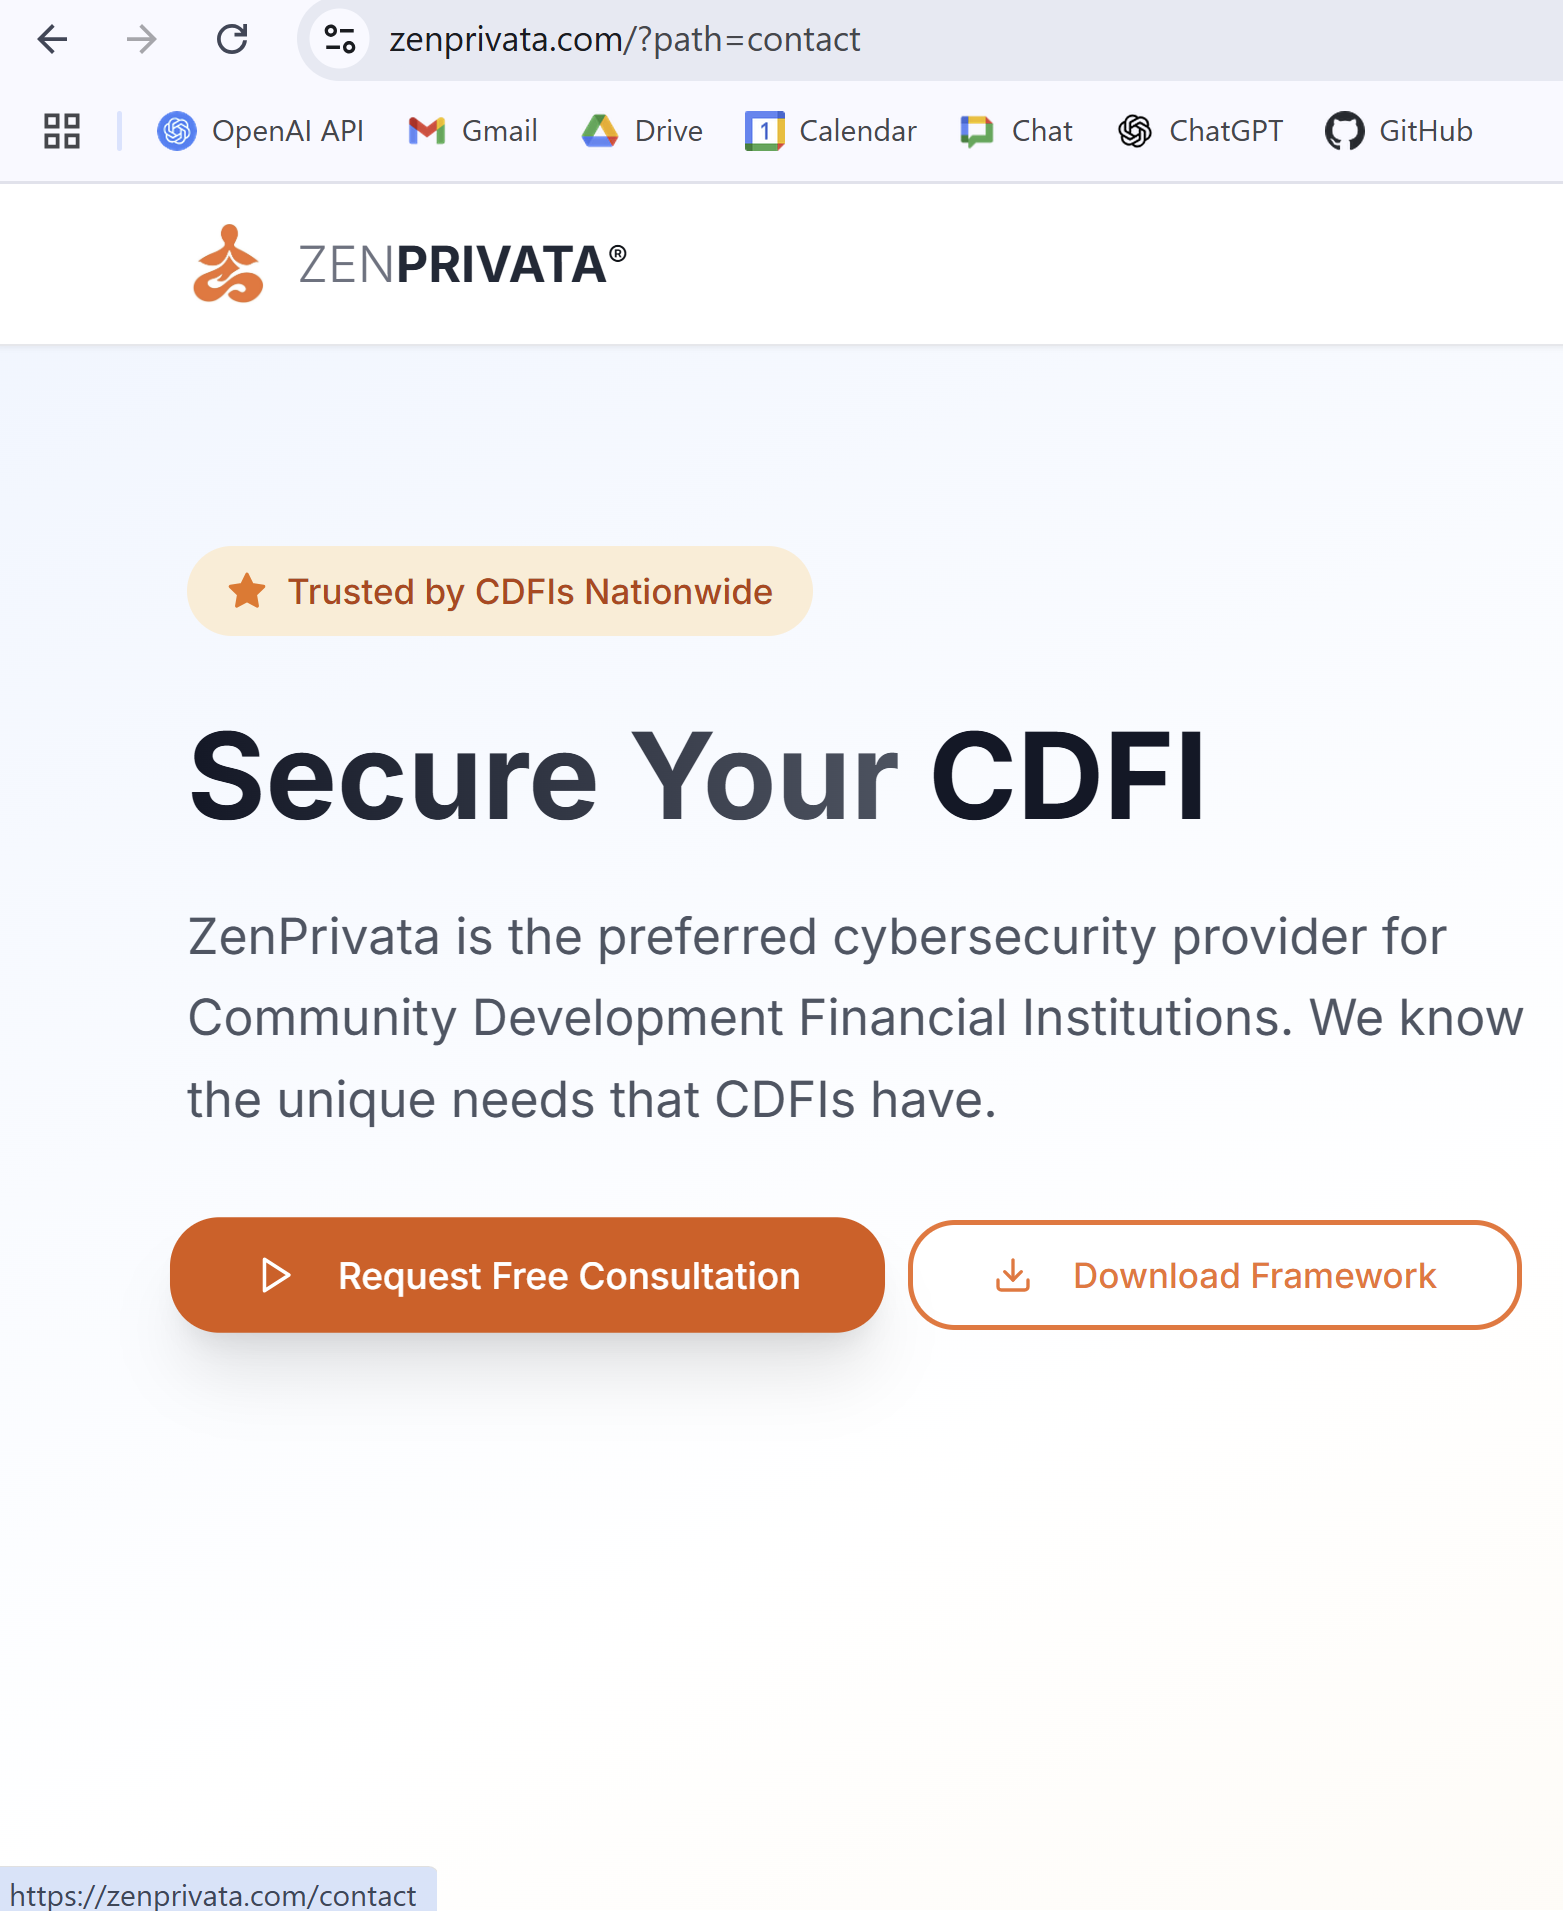 zenprivata.com/?path=contact
OpenAI API Gmail Drive 1 Calendar Chat ChatGPT GitHub
ZENPRIVATA®
Trusted by CDFIs Nationwide
Secure Your CDFI
ZenPrivata is the preferred cybersecurity provider for
Community Development Financial Institutions. We know
the unique needs that CDFIs have.
Request Free Consultation Download Framework
https://zenprivata.com/contact